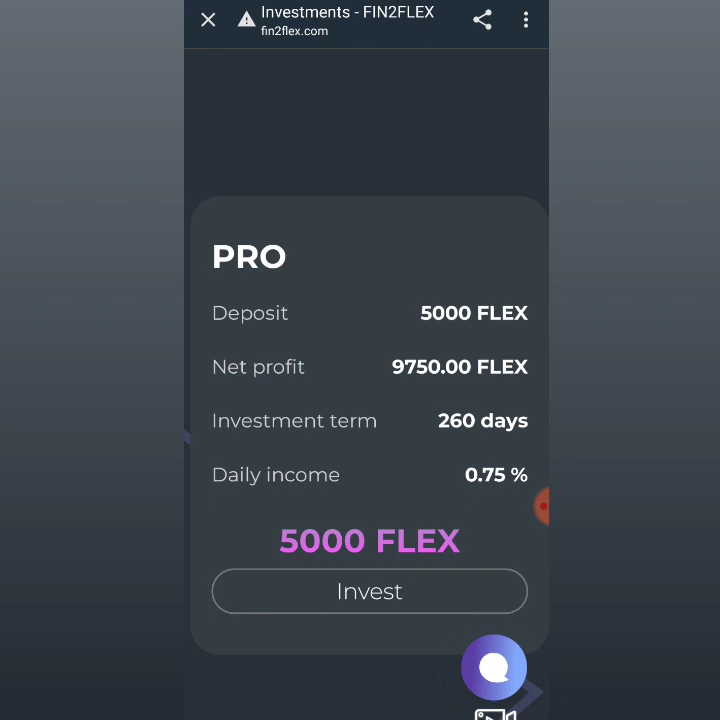 Investments - FIN2FLEX
fin2flex.com
PRO
Deposit 5000 FLEX
Net profit 9750.00 FLEX
Investment term 260 days
Daily income 0.75 %
5000 FLEX
Invest